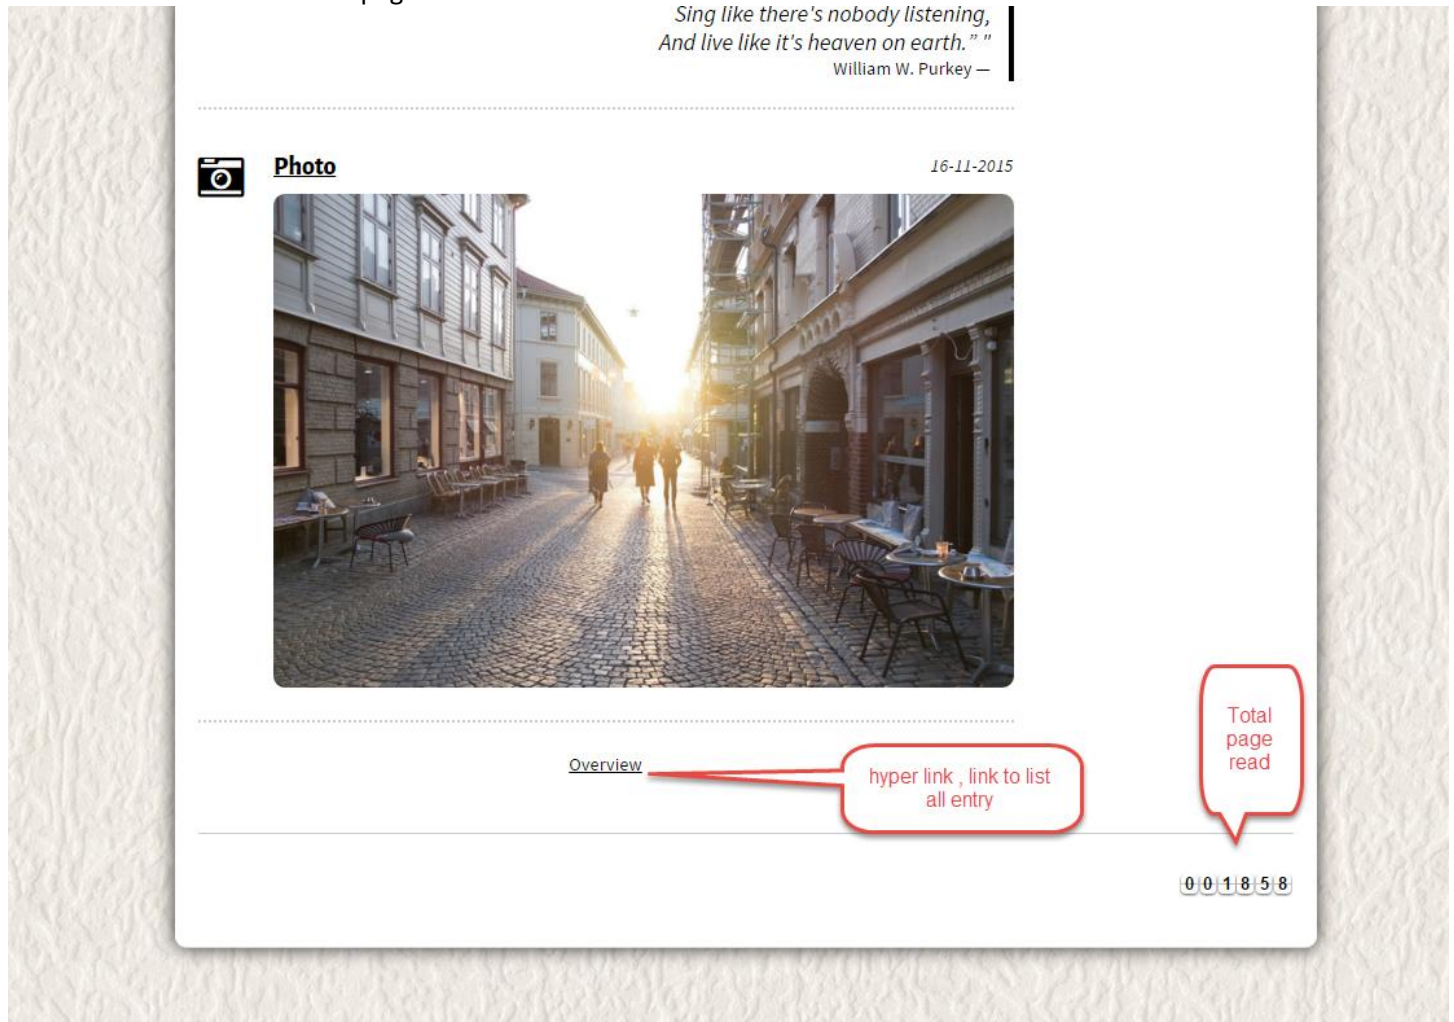 Sing like there's nobody listening,
And live like it's heaven on earth.” "
William W. Purkey —
Photo
16-11-2015
Total
page
read
Overview
hyper link , link to list
all entry
001858